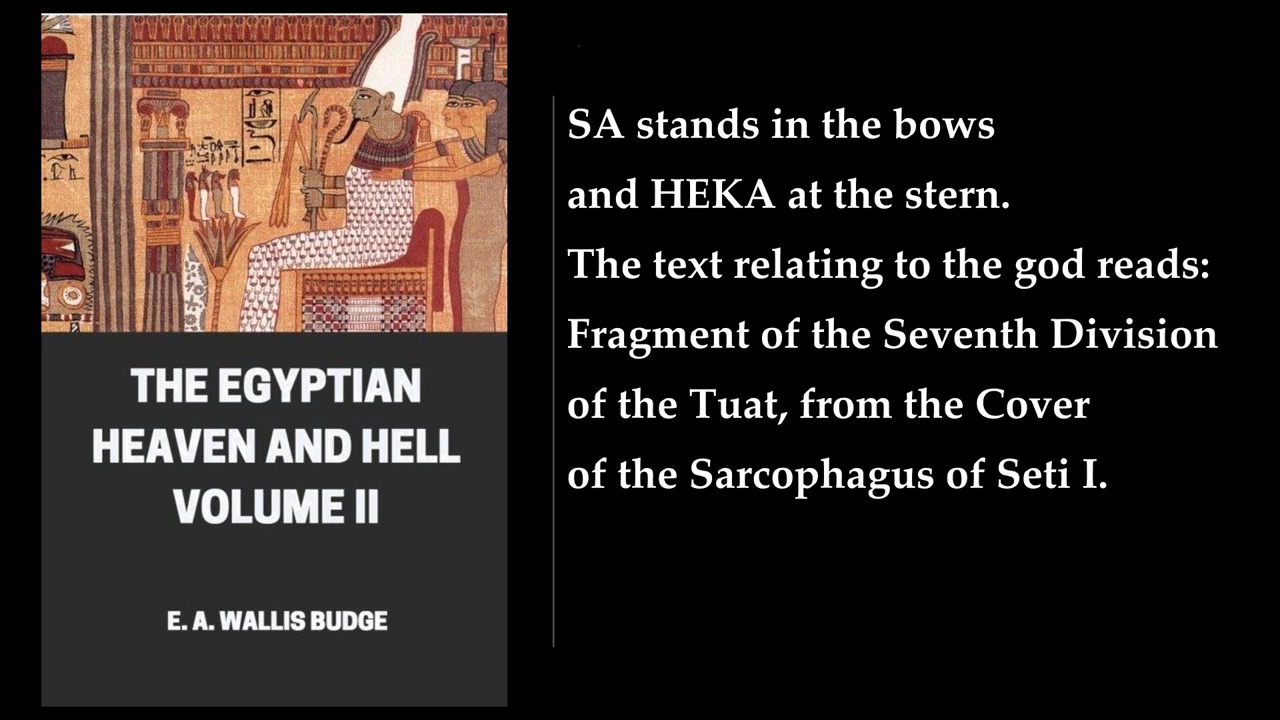 THE EGYPTIAN
HEAVEN AND HELL
VOLUME II
E. A. WALLIS BUDGE
SA stands in the bows
and HEKA at the stern.
The text relating to the god reads:
Fragment of the Seventh Division
of the Tuat, from the Cover
of the Sarcophagus of Seti I.